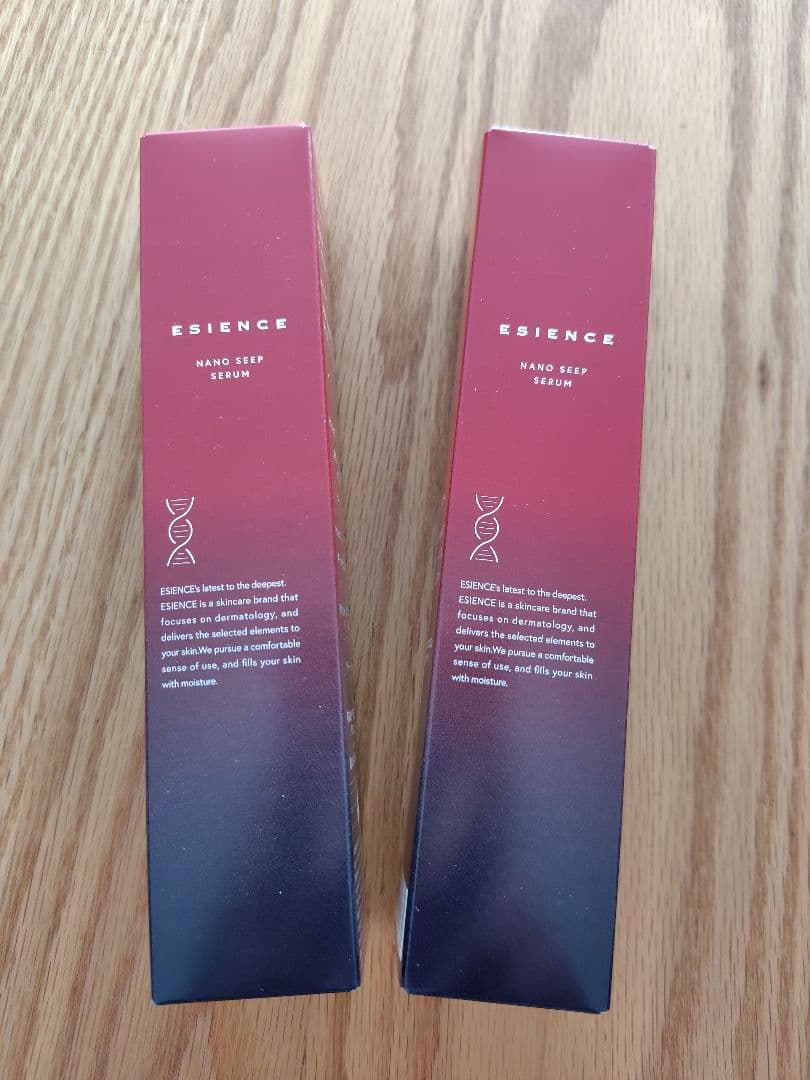 ESIENCE
NANO SEEP
SERUM
ESIENCE's latest to the deepest.
ESIENCE is a skincare brand that
focuses on dermatology, and
delivers the selected elements to
your skin.We pursue a comfortable
sense of use, and fills your skin
with moisture.
ESIENCE
NANO SEEP
SERUM
ESIENCE's latest to the deepest.
ESIENCE is a skincare brand that
focuses on dermatology, and
delivers the selected elements to
your skin.We pursue a comfortable
sense of use, and fills your skin
with moisture.